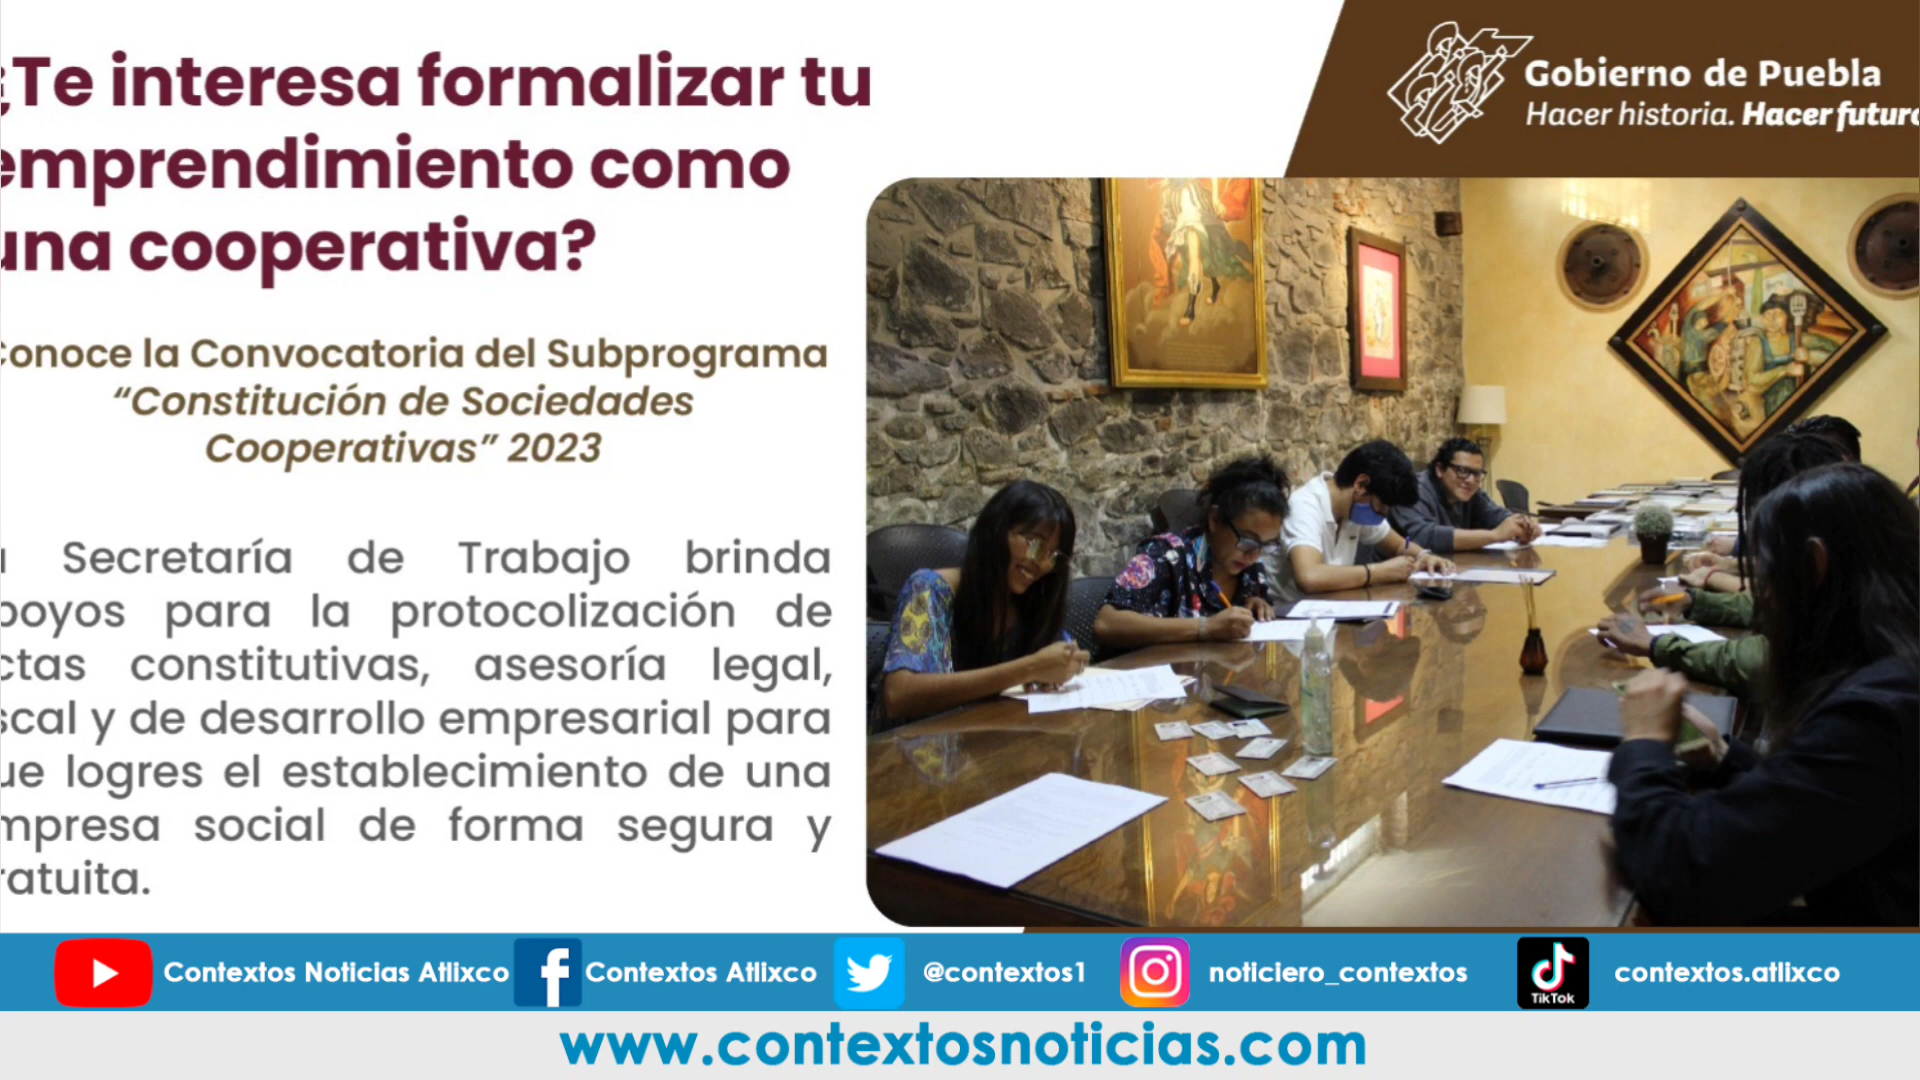 ¿Te interesa formalizar tu
emprendimiento como
una cooperativa?
Conoce la Convocatoria del Subprograma
“Constitución de Sociedades
Cooperativas” 2023
a Secretaría de Trabajo brinda
poyos para la protocolización de
ctas constitutivas, asesoría legal,
scal y de desarrollo empresarial para
ue logres el establecimiento de una
mpresa social de forma segura y
ratuita.
Gobierno de Puebla
Hacer historia. Hacer futuro
Contextos Noticias Atlixco
Contextos Atlixco
@contextos1
noticiero_contextos
TikTok
contextos.atlixco
www.contextosnoticias.com